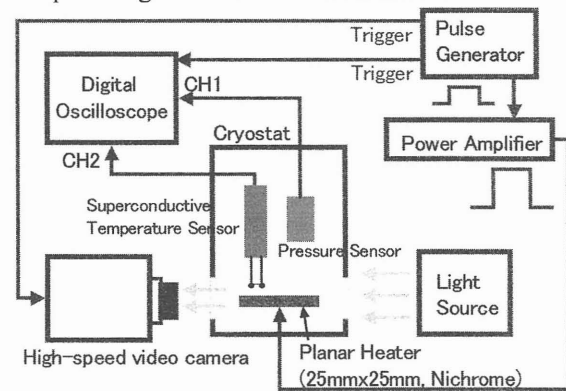 Trigger
Pulse
Generator
Trigger
Digital
Oscilloscope
CH1
CH2
Cryostat
Power Amplifier
Superconductive
Temperature Sensor
Pressure Sensor
Light
Source
High-speed video camera
Planar Heater
(25mmx25mm, Nichrome)